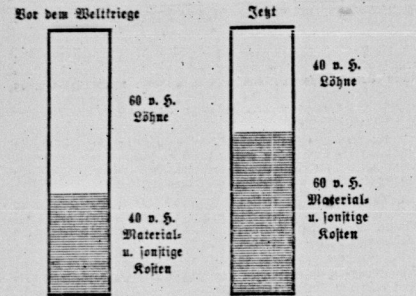 Vor dem Weltkriege
60 v. H.
Löhne
40 v. H.
Material-
u. sonstige
Kosten
Jetzt
40 v. H.
Löhne
60 v. H.
Material-
u. sonstige
Kosten